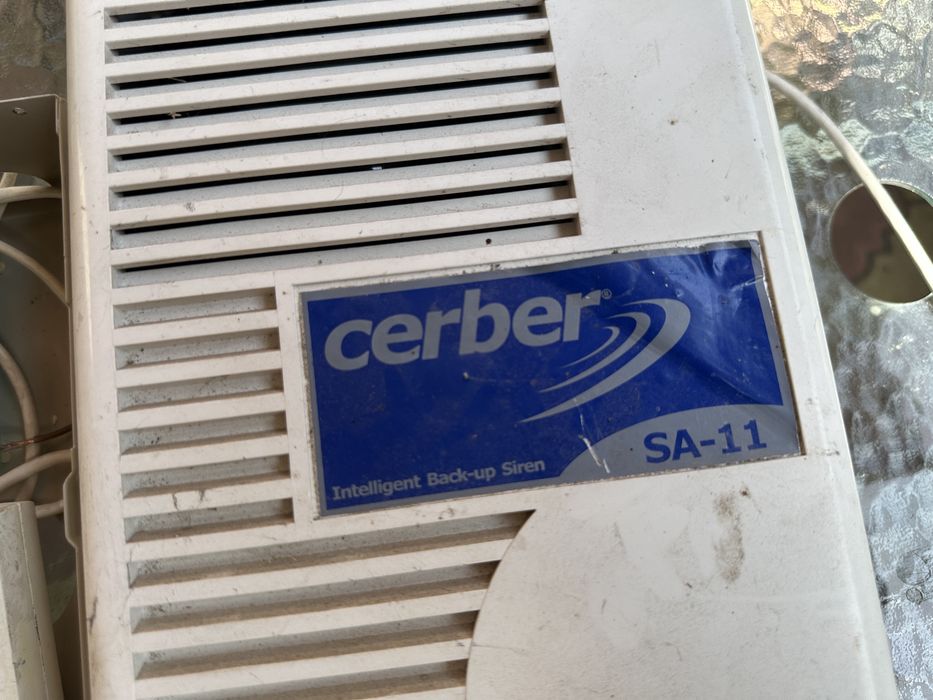 cerber®
SA-11
Intelligent Back-up Siren